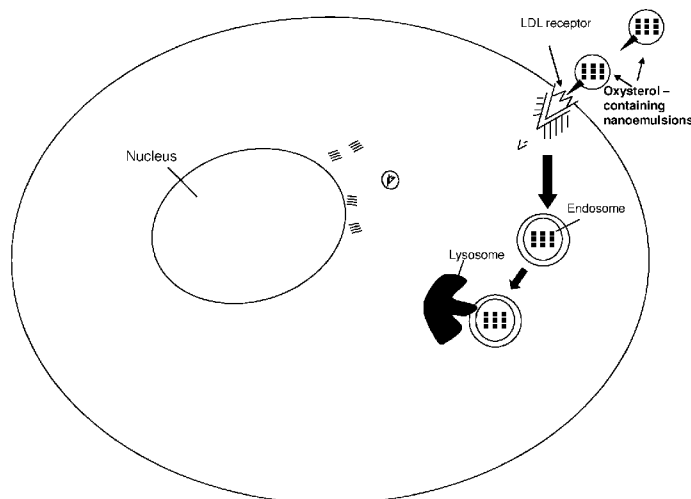 LDL receptor
Oxysterol –
containing
nanoemulsions
Nucleus
Endosome
Lysosome